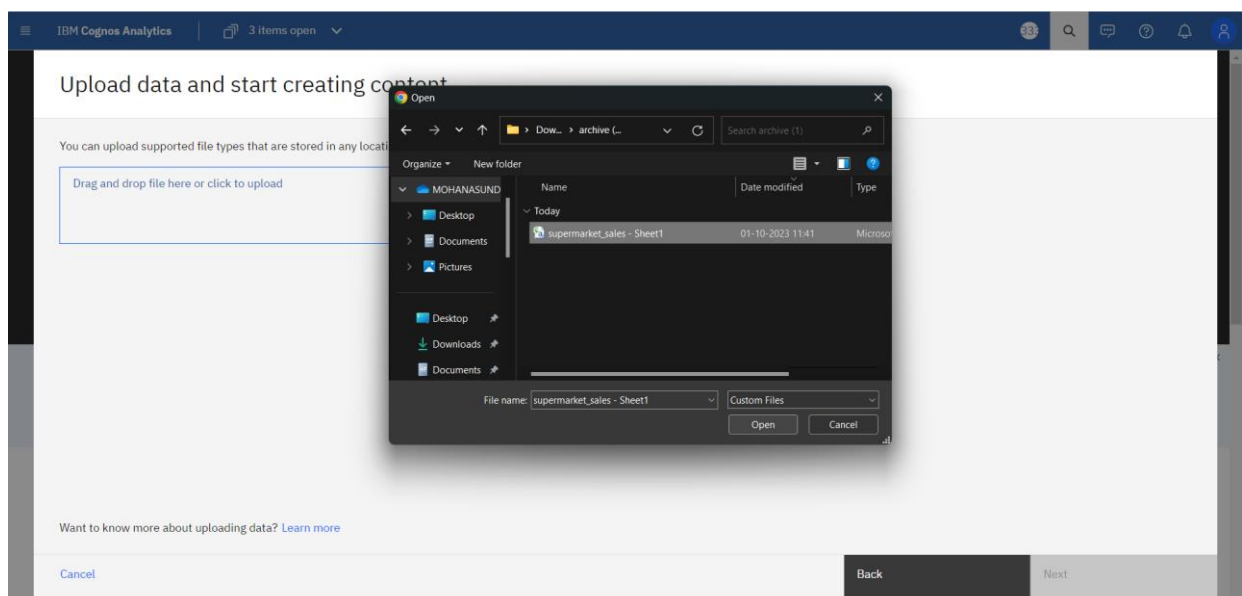 IBM Cognos Analytics 3 items open 33
Upload data and start creating content
You can upload supported file types that are stored in any locati
Drag and drop file here or click to upload
Open
Dow... archive (...
Search archive (1)
Organize New folder
MOHANASUND
Desktop
Documents
Pictures
Desktop
Downloads
Documents
Name Date modified Type
Today
supermarket_sales - Sheet1 01-10-2023 11:41 Microso
File name: supermarket_sales - Sheet1 Custom Files
Open Cancel
Want to know more about uploading data? Learn more
Cancel Back Next